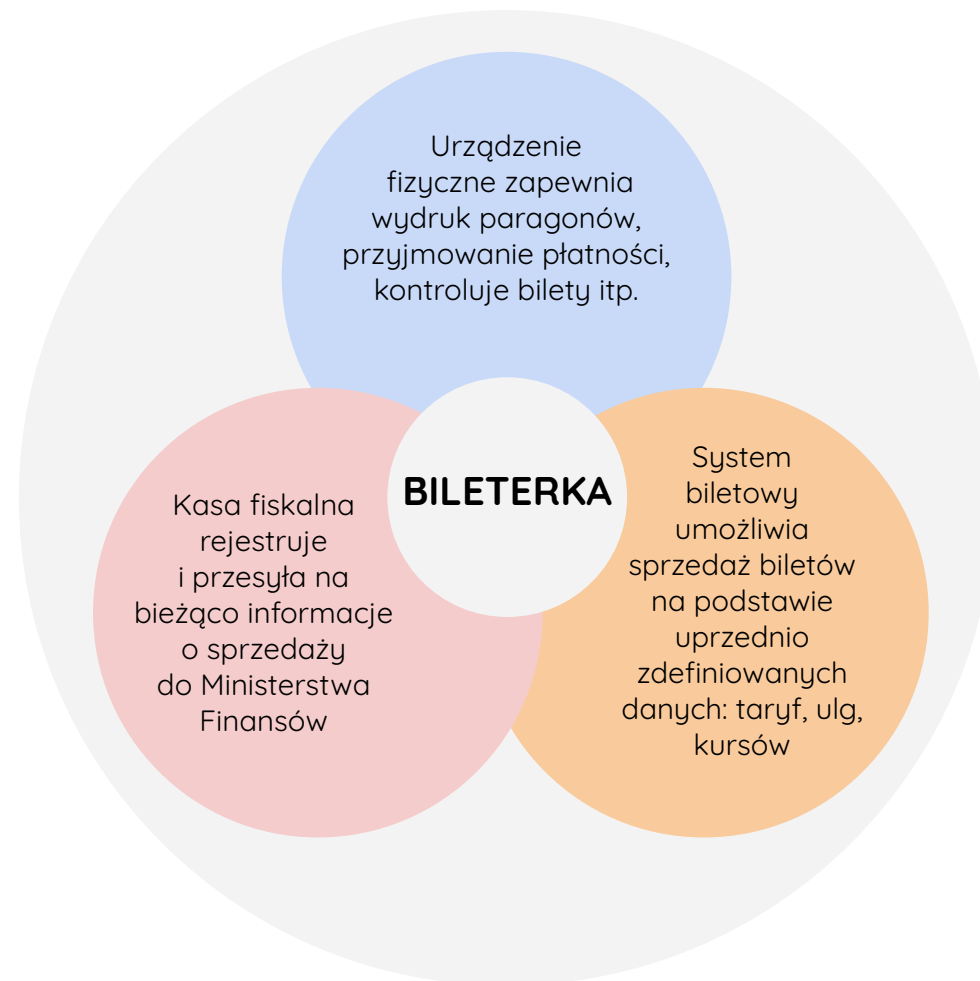 Urządzenie
fizyczne zapewnia
wydruk paragonów,
przyjmowanie płatności,
kontroluje bilety itp.
BILETERKA
Kasa fiskalna
rejestruje
i przesyła na
bieżąco informacje
o sprzedaży
do Ministerstwa
Finansów
System
biletowy
umożliwia
sprzedaż biletów
na podstawie
uprzednio
zdefiniowanych
danych: taryf, ulg,
kursów